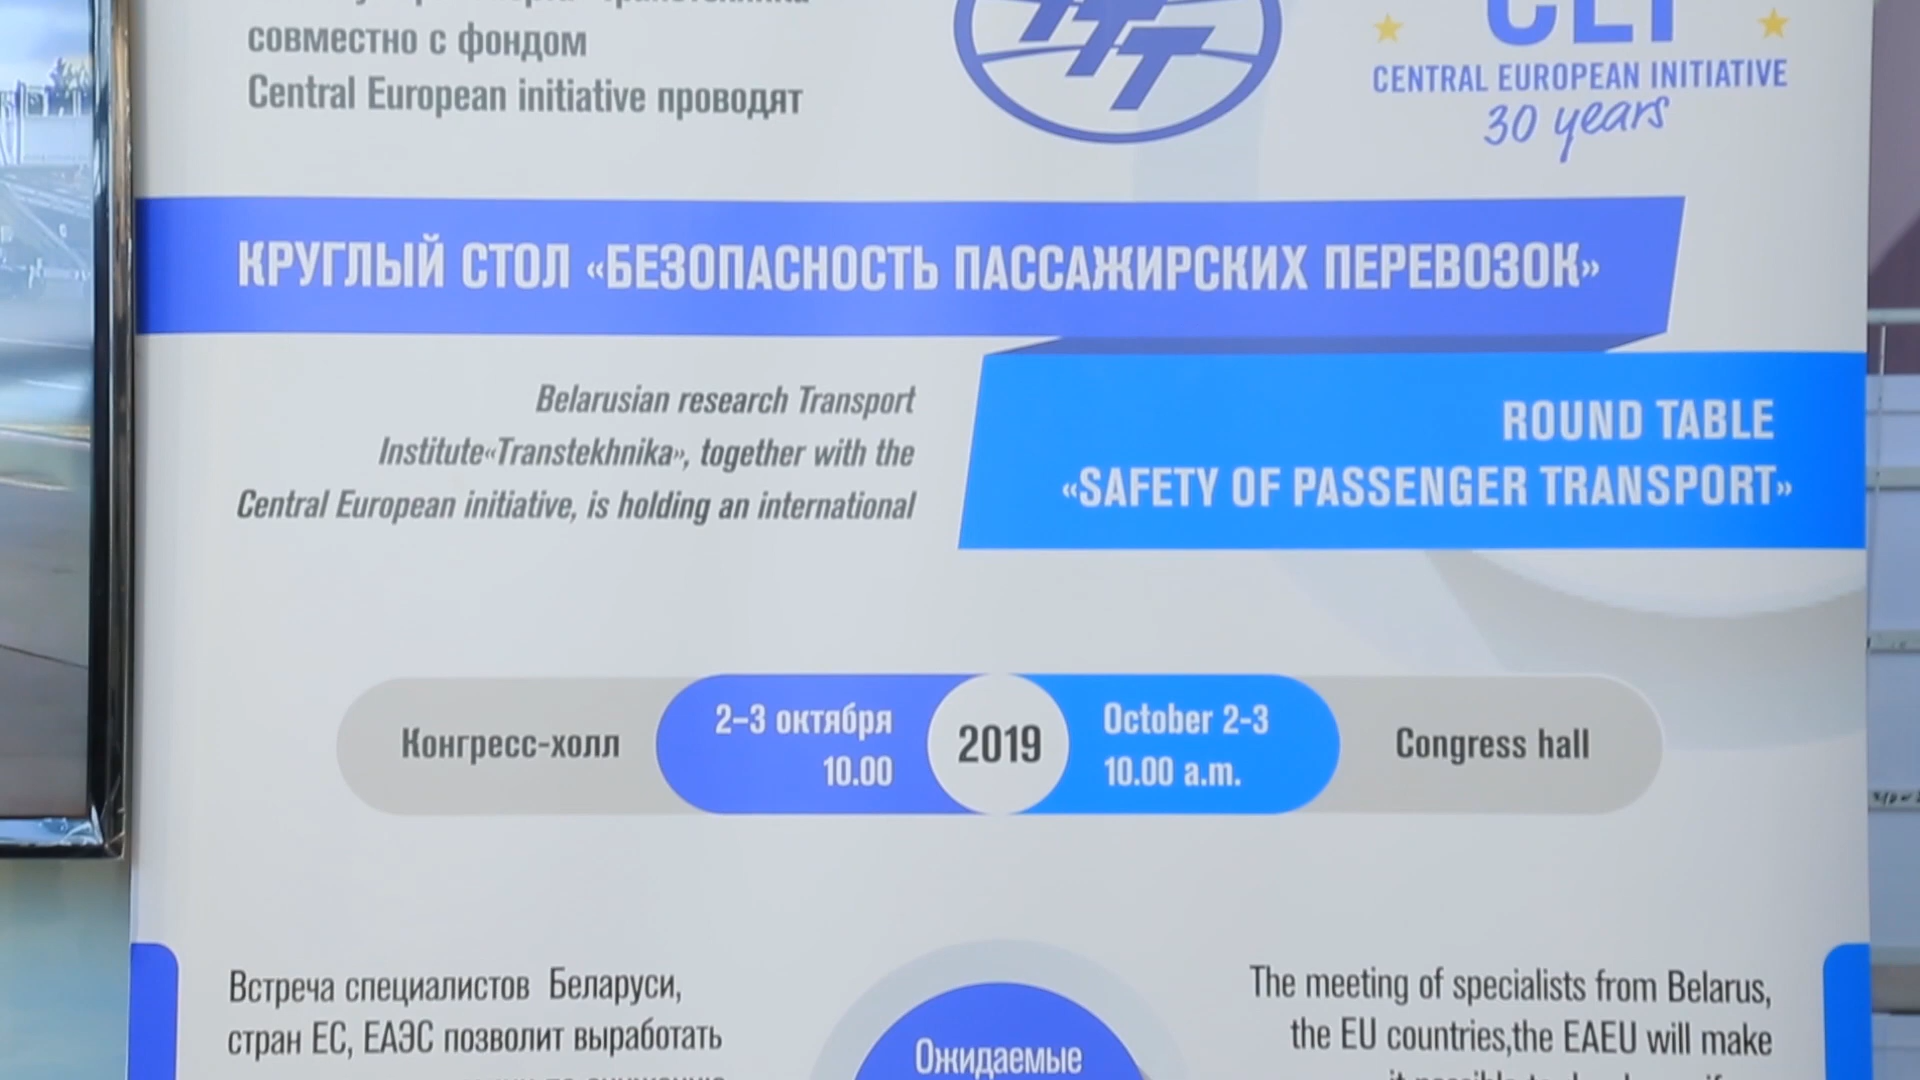 совместно с фондом
Central European initiative проводят
CEI
CENTRAL EUROPEAN INITIATIVE
30 years
КРУГЛЫЙ СТОЛ «БЕЗОПАСНОСТЬ ПАССАЖИРСКИХ ПЕРЕВОЗОК»
Belarusian research Transport
Institute«Transtekhnika», together with the
Central European initiative, is holding an international
ROUND TABLE
«SAFETY OF PASSENGER TRANSPORT»
Конгресс-холл
2–3 октября
10.00
2019
October 2-3
10.00 a.m.
Congress hall
Встреча специалистов Беларуси,
стран ЕС, ЕАЭС позволит выработать
Ожидаемые
The meeting of specialists from Belarus,
the EU countries,the EAEU will make